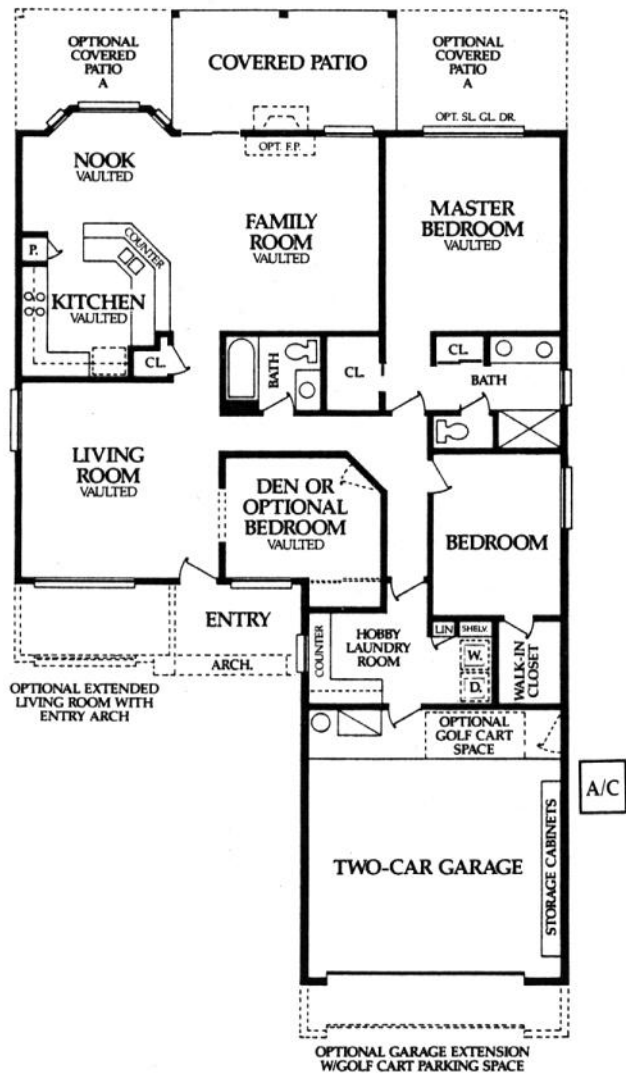 OPTIONAL
COVERED
PATIO
A
COVERED PATIO
OPTIONAL
COVERED
PATIO
A
OPT. SL. GL. DR.
OPT. F.P.
NOOK
VAULTED
FAMILY
ROOM
VAULTED
MASTER
BEDROOM
VAULTED
COUNTER
P.
KITCHEN
VAULTED
CL.
BATH
CL.
CL.
BATH
LIVING
ROOM
VAULTED
DEN OR
OPTIONAL
BEDROOM
VAULTED
BEDROOM
ENTRY
ARCH.
COUNTER
HOBBY
LAUNDRY
ROOM
LIN
SHELV.
W.
D.
WALK-IN
CLOSET
OPTIONAL EXTENDED
LIVING ROOM WITH
ENTRY ARCH
OPTIONAL
GOLF CART
SPACE
A/C
TWO-CAR GARAGE
STORAGE CABINETS
OPTIONAL GARAGE EXTENSION
W/GOLF CART PARKING SPACE